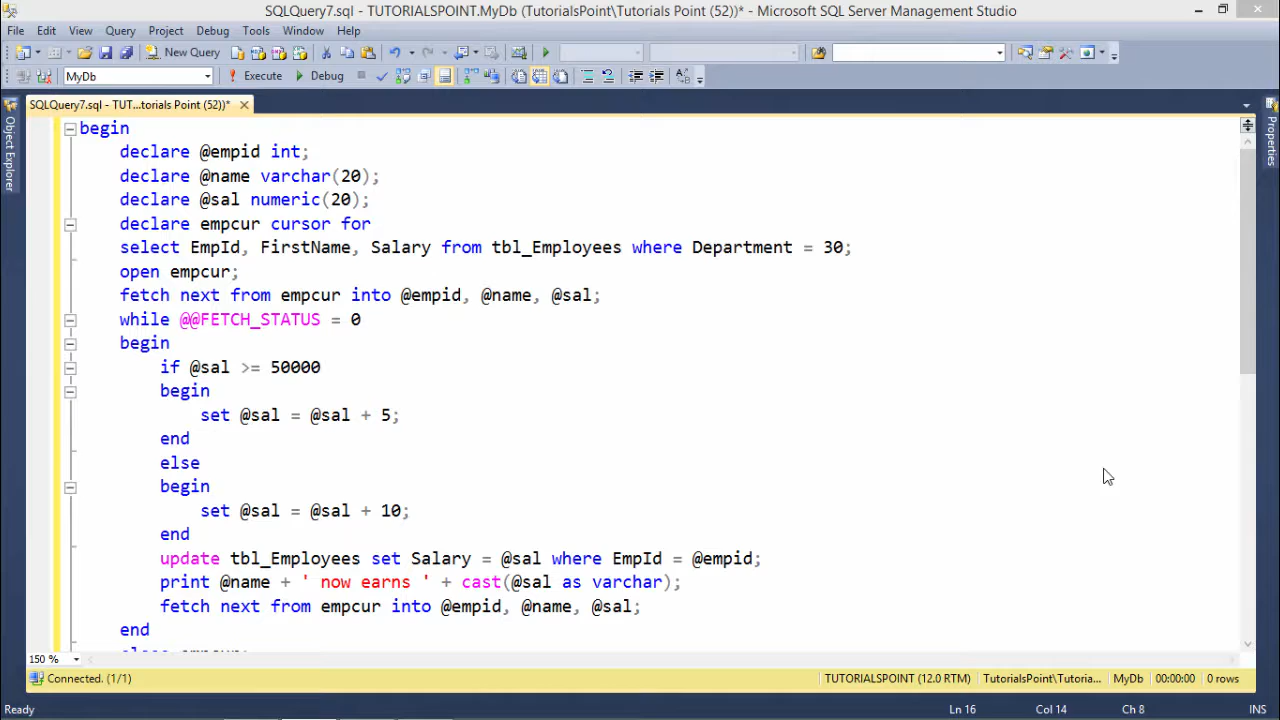 SQLQuery7.sql - TUTORIALSPOINT.MyDb (TutorialsPoint\Tutorials Point (52))* - Microsoft SQL Server Management Studio
File Edit View Query Project Debug Tools Window Help
New Query
MyDb Execute Debug
SQLQuery7.sql - TUT...torials Point (52))*
Object Explorer
Properties
begin
declare @empid int;
declare @name varchar(20);
declare @sal numeric(20);
declare empcur cursor for
select EmpId, FirstName, Salary from tbl_Employees where Department = 30;
open empcur;
fetch next from empcur into @empid, @name, @sal;
while @@FETCH_STATUS = 0
begin
if @sal >= 50000
begin
set @sal = @sal + 5;
end
else
begin
set @sal = @sal + 10;
end
update tbl_Employees set Salary = @sal where EmpId = @empid;
print @name + ' now earns ' + cast(@sal as varchar);
fetch next from empcur into @empid, @name, @sal;
end
close empcur;
150 %
Connected. (1/1) TUTORIALSPOINT (12.0 RTM) TutorialsPoint\Tutoria... MyDb 00:00:00 0 rows
Ready Ln 16 Col 14 Ch 8 INS